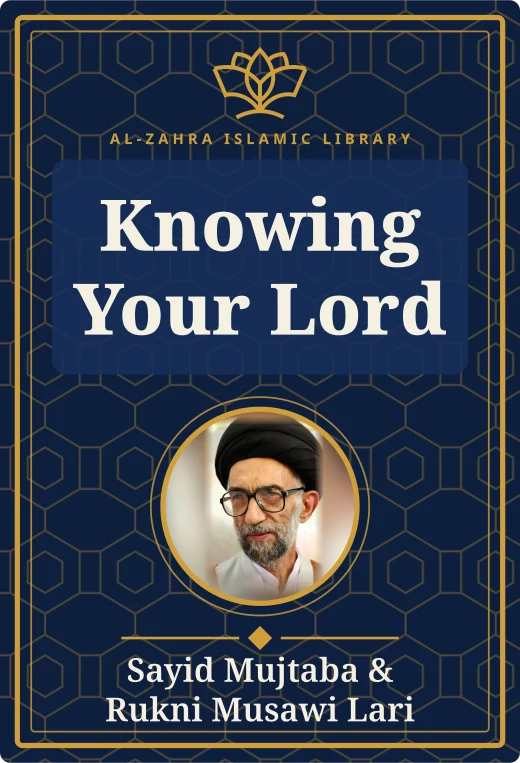 AL-ZAHRA ISLAMIC LIBRARY
Knowing
Your Lord
Sayid Mujtaba &
Rukni Musawi Lari